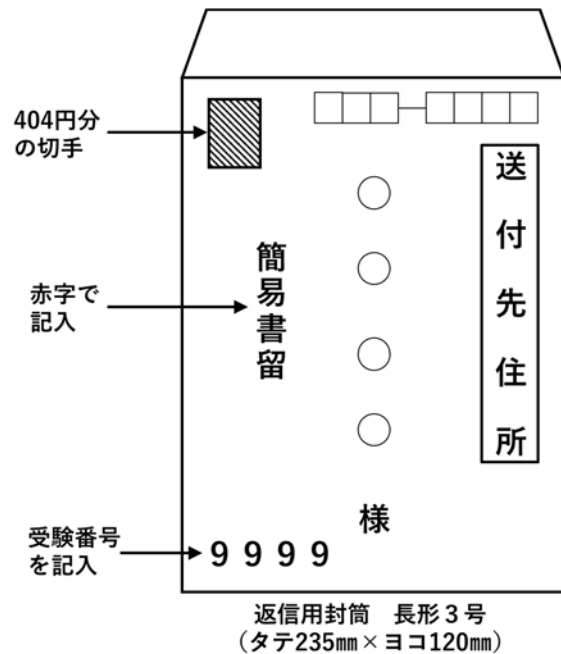 404円分
の切手
送付先住所
赤字で
記入
簡易書留
様
受験番号
を記入
9999
返信用封筒　長形３号
（タテ235㎜×ヨコ120㎜）